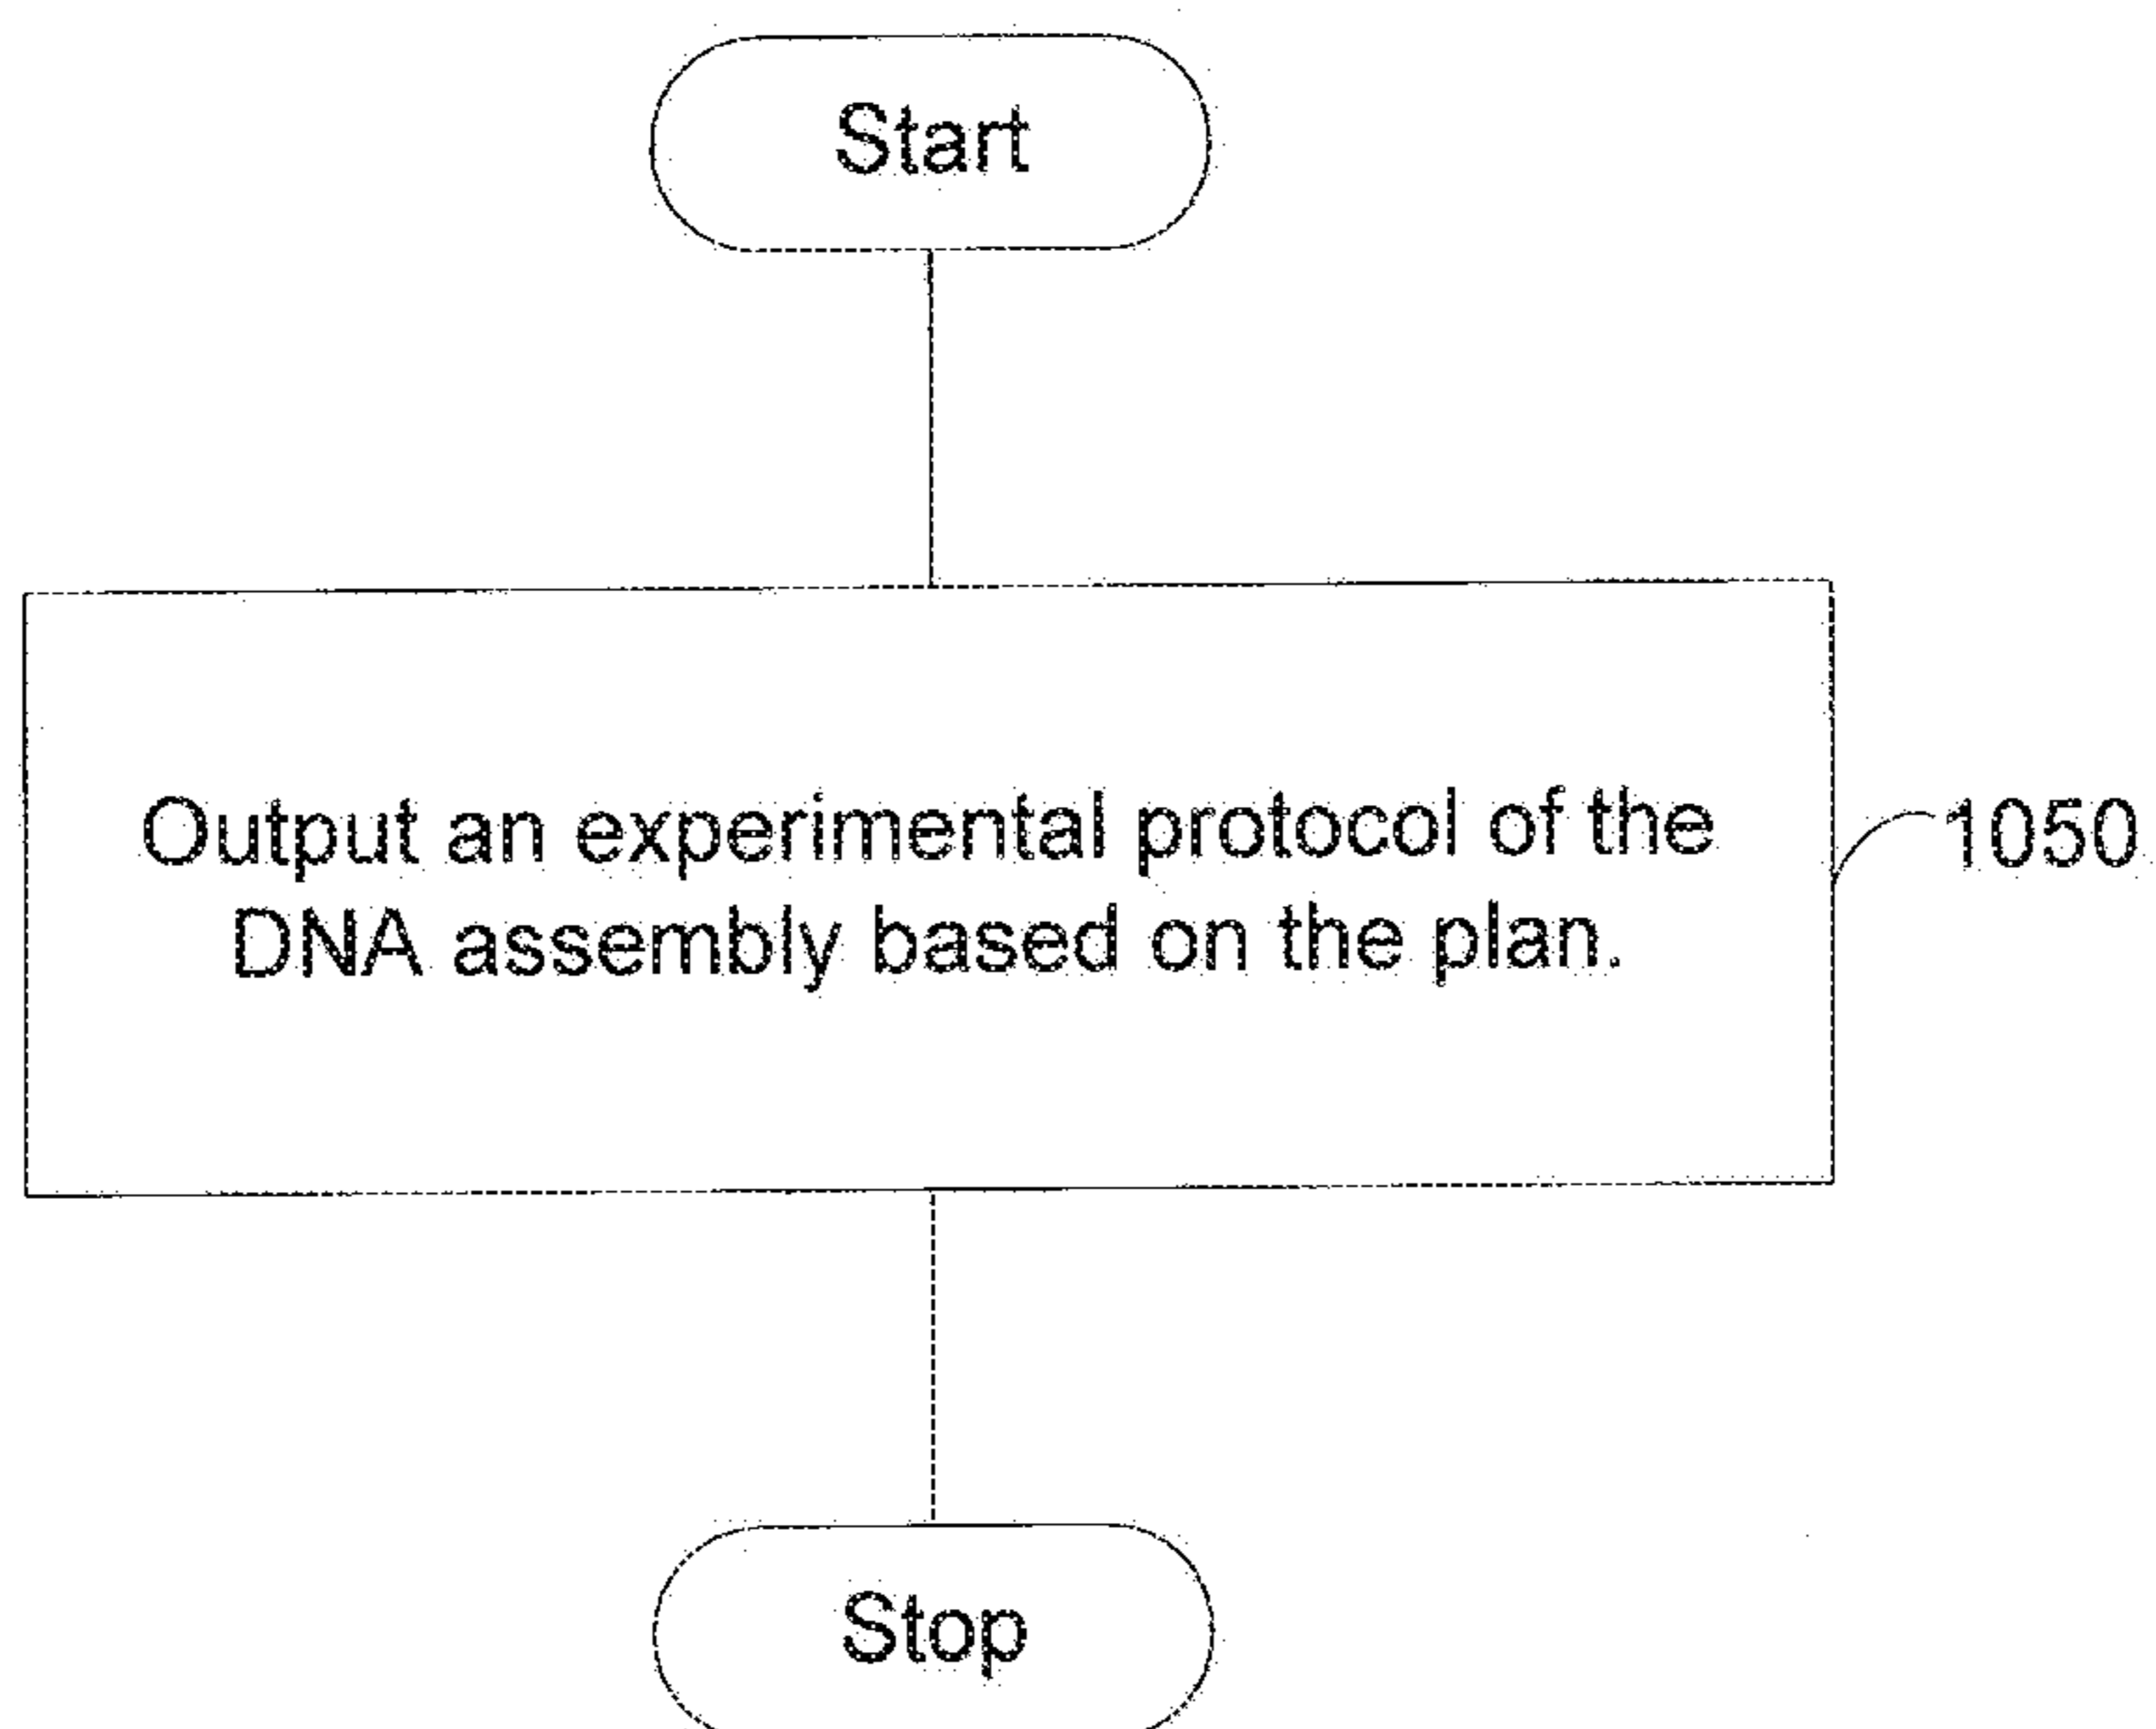 Start
Output an experimental protocol of the
DNA assembly based on the plan.
1050
Stop